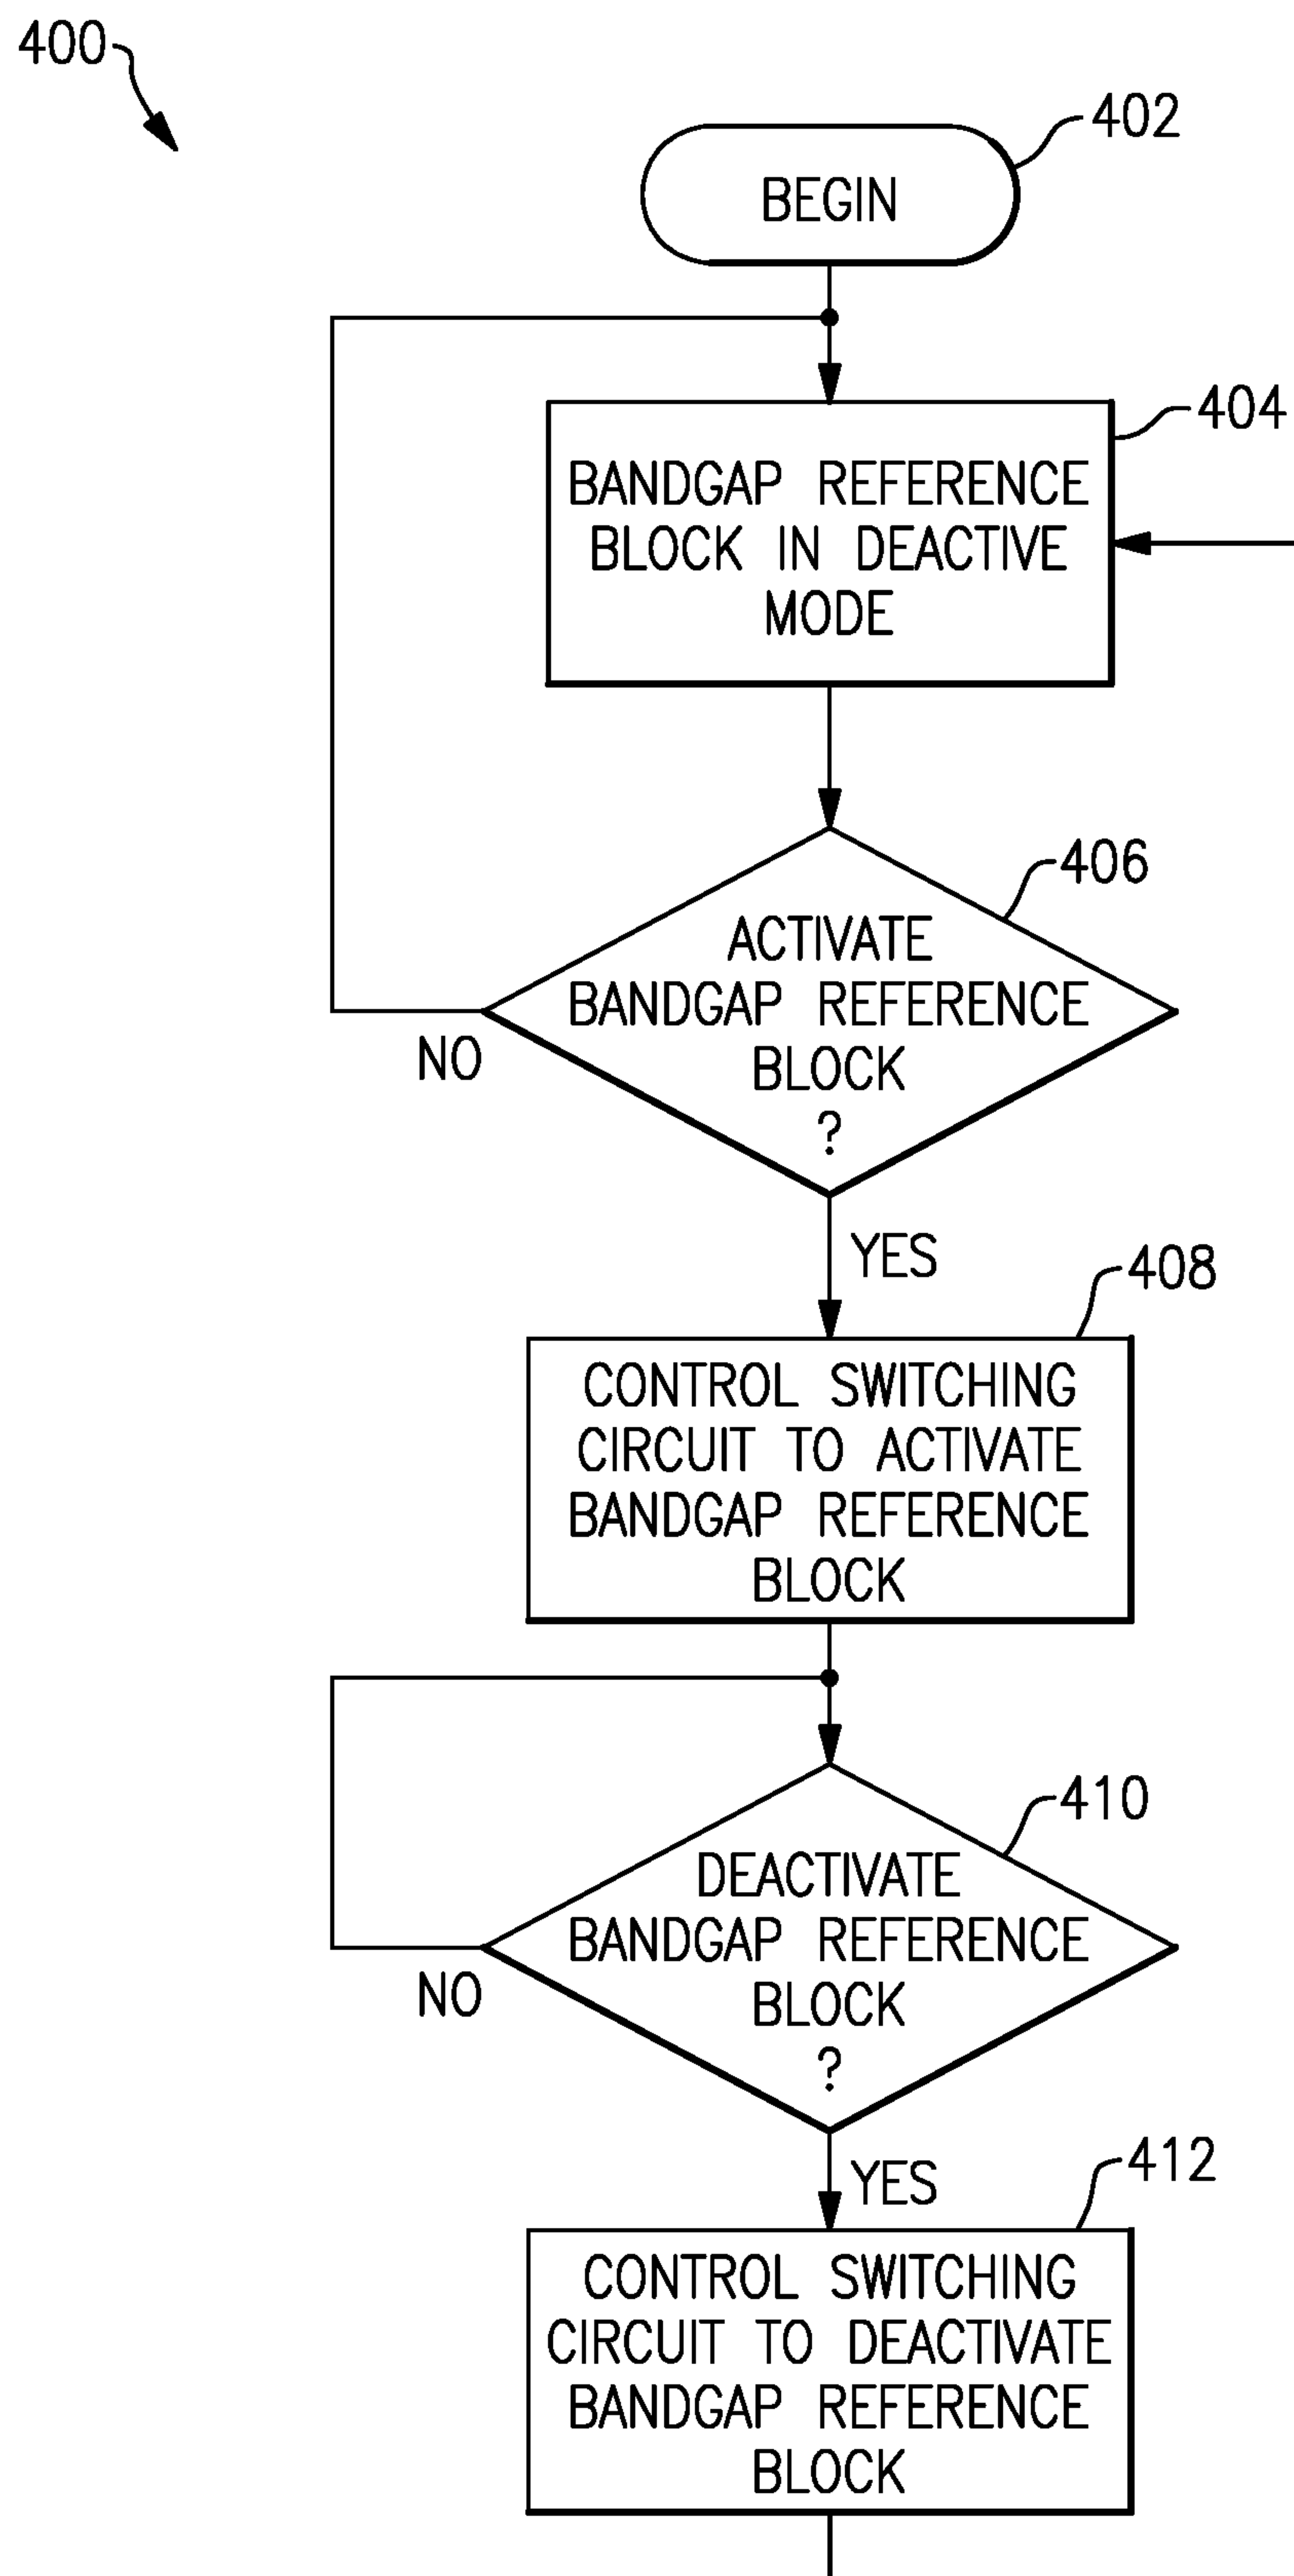 400
402
BEGIN
404
BANDGAP REFERENCE
BLOCK IN DEACTIVE
MODE
406
ACTIVATE
BANDGAP REFERENCE
BLOCK
?
NO
YES
408
CONTROL SWITCHING
CIRCUIT TO ACTIVATE
BANDGAP REFERENCE
BLOCK
410
DEACTIVATE
BANDGAP REFERENCE
BLOCK
?
NO
YES
412
CONTROL SWITCHING
CIRCUIT TO DEACTIVATE
BANDGAP REFERENCE
BLOCK